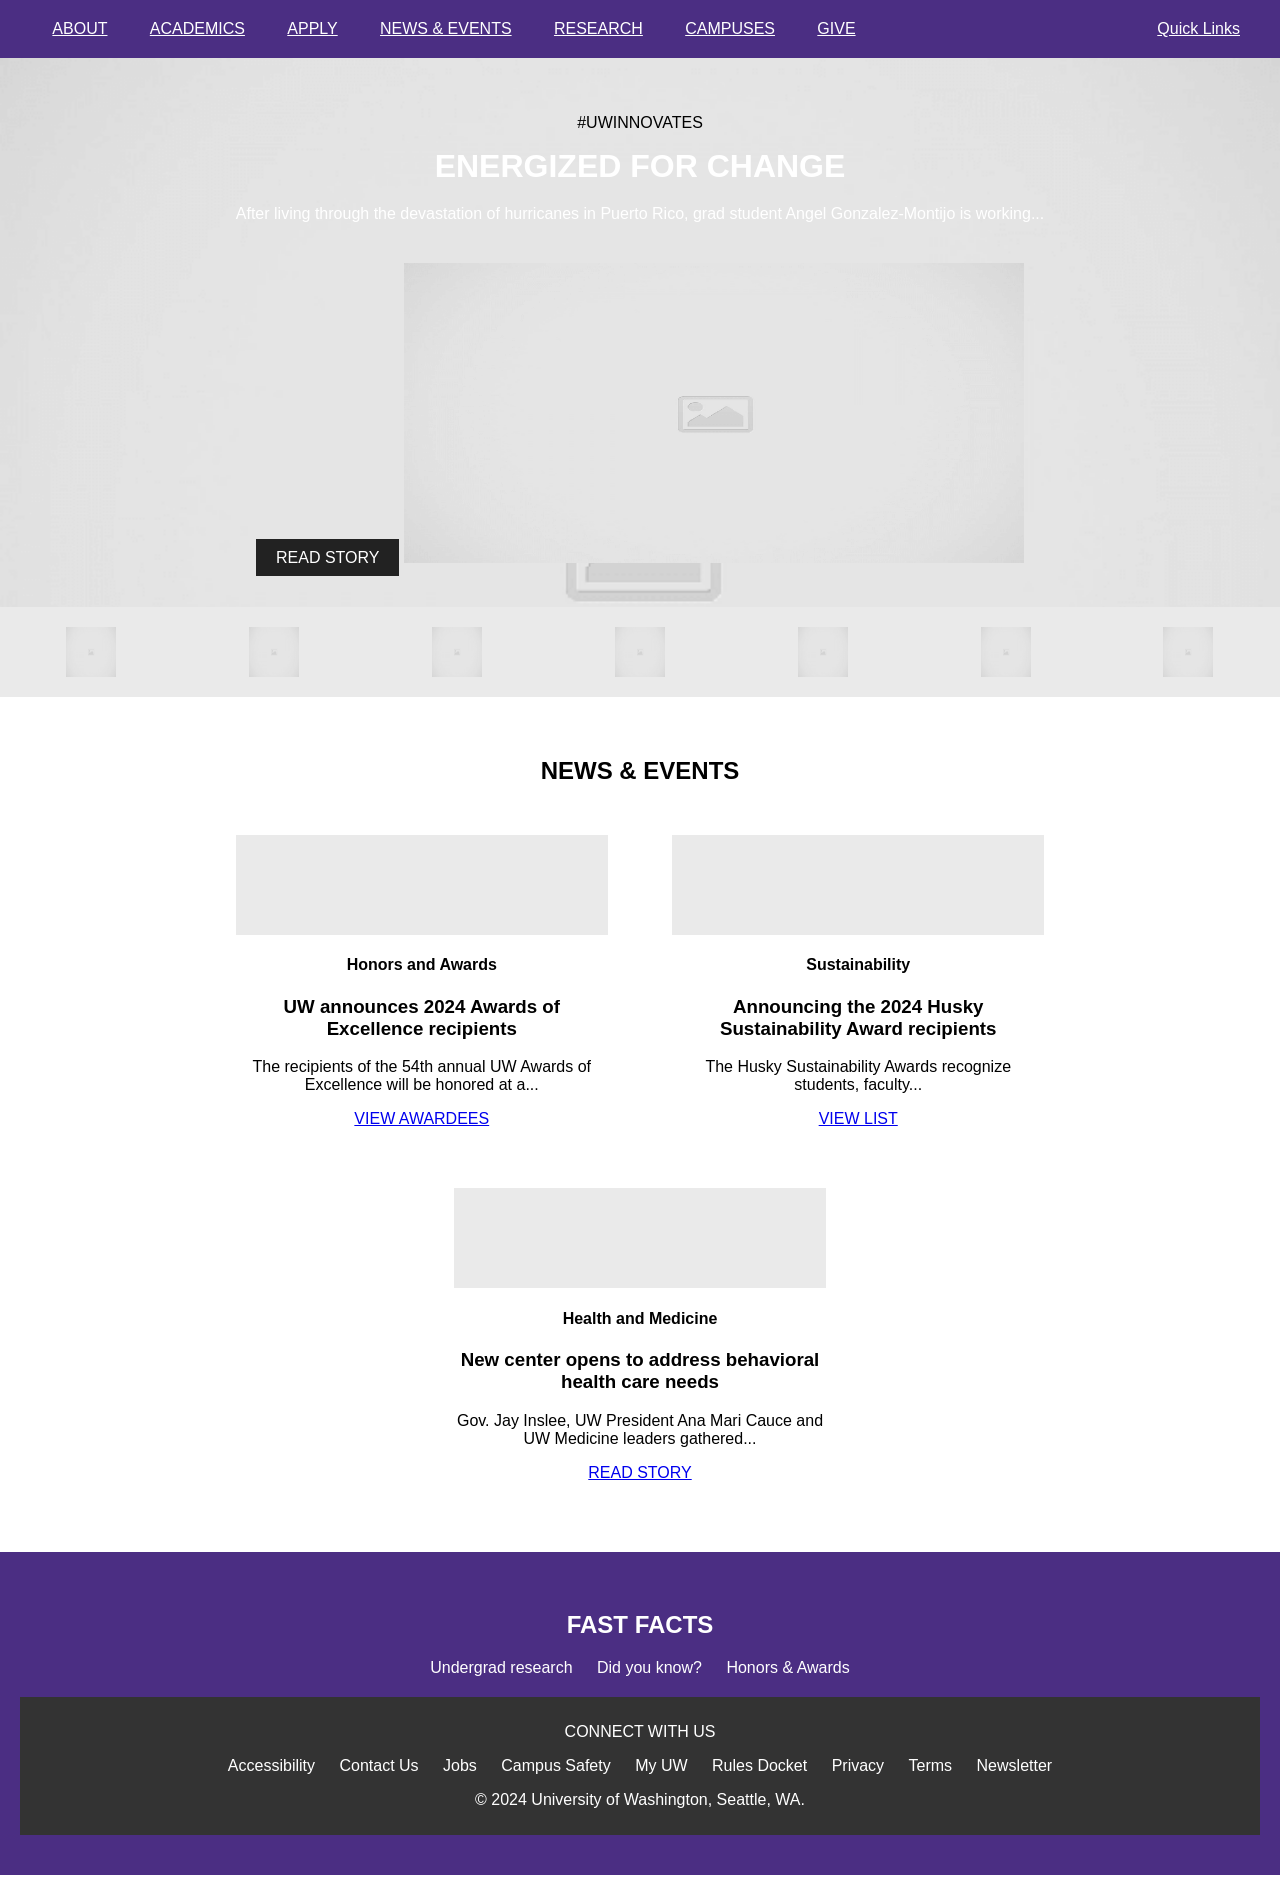 ABOUT ACADEMICS APPLY NEWS & EVENTS RESEARCH CAMPUSES GIVE Quick Links
#UWINNOVATES
ENERGIZED FOR CHANGE
After living through the devastation of hurricanes in Puerto Rico, grad student Angel Gonzalez-Montijo is working...
READ STORY
NEWS & EVENTS
Honors and Awards
UW announces 2024 Awards of
Excellence recipients
The recipients of the 54th annual UW Awards of
Excellence will be honored at a...
VIEW AWARDEES
Sustainability
Announcing the 2024 Husky
Sustainability Award recipients
The Husky Sustainability Awards recognize
students, faculty...
VIEW LIST
Health and Medicine
New center opens to address behavioral
health care needs
Gov. Jay Inslee, UW President Ana Mari Cauce and
UW Medicine leaders gathered...
READ STORY
FAST FACTS
Undergrad research Did you know? Honors & Awards
CONNECT WITH US
Accessibility Contact Us Jobs Campus Safety My UW Rules Docket Privacy Terms Newsletter
© 2024 University of Washington, Seattle, WA.